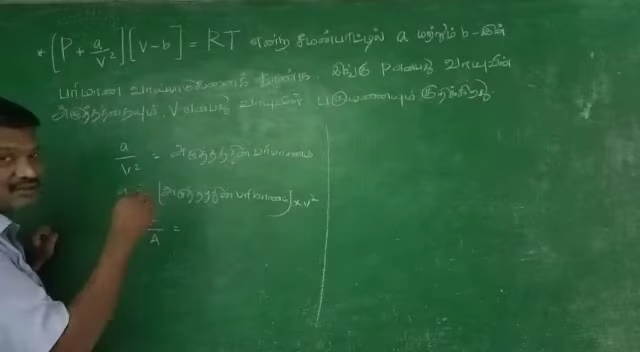 * [P + a/V²][V - b] = RT என்ற சமன்பாட்டில் a மற்றும் b-இன்
பரிமாண வாய்பாடுகளைக் காண்க. இங்கு P என்பது வாயுவின்
அழுத்தத்தையும், V என்பது வாயுவின் பருமனையும் குறிக்கிறது.
a/V² = அழுத்தத்தின் பரிமாணம்
[அழுத்தத்தின் பரிமாணம்] × V²
A =